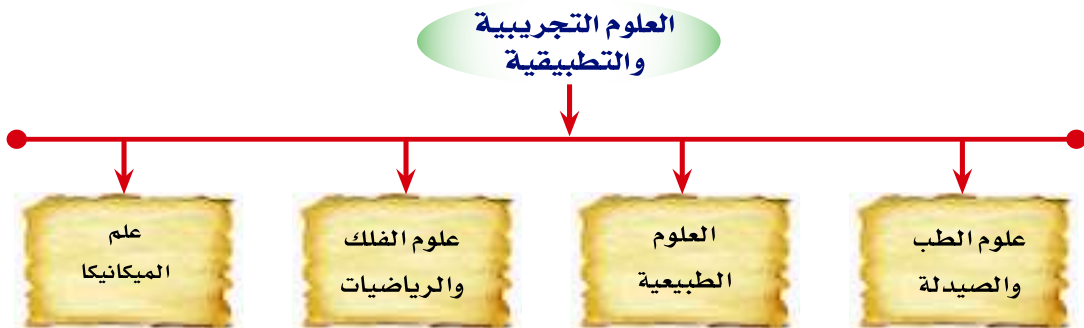 العلوم التجريبية
والتطبيقية
علوم الطب
والصيدلة
العلوم
الطبيعية
علوم الفلك
والرياضيات
علم
الميكانيكا